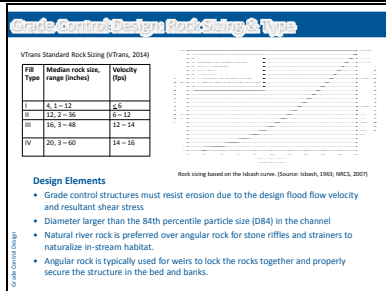 Grade Control Design: Rock Sizing & Type
VTrans Standard Rock Sizing (VTrans, 2014)
Fill Type Median rock size, range (inches) Velocity (fps)
I 4, 1 – 12 ≤ 6
II 12, 2 – 36 6 – 12
III 16, 3 – 48 12 – 14
IV 20, 3 – 60 14 – 16
Rock sizing based on the Isbash curve. (Source: Isbash, 1963; NRCS, 2007)
Design Elements
Grade control structures must resist erosion due to the design flood flow velocity
and resultant shear stress
Diameter larger than the 84th percentile particle size (D84) in the channel
Natural river rock is preferred over angular rock for stone riffles and strainers to
naturalize in-stream habitat.
Angular rock is typically used for weirs to lock the rocks together and properly
secure the structure in the bed and banks.
Grade Control Design